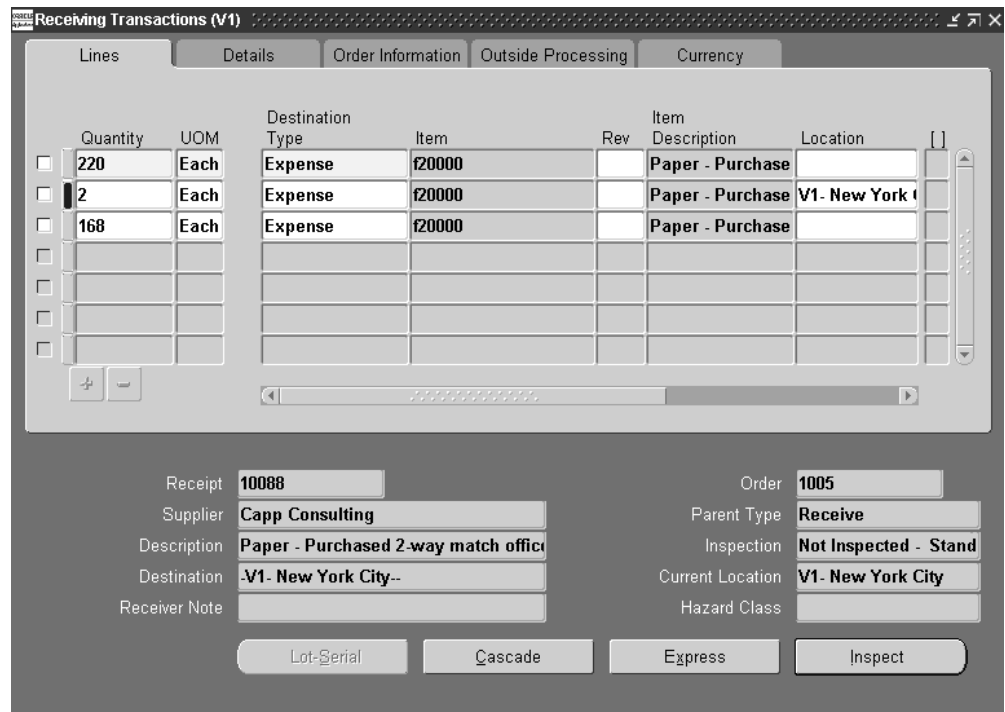 ORACLE
Receiving Transactions (V1)
Lines Details Order Information Outside Processing Currency
Destination Item
Quantity UOM Type Item Rev Description Location [ ]
220 Each Expense f20000 Paper - Purchase
2 Each Expense f20000 Paper - Purchase V1- New York
168 Each Expense f20000 Paper - Purchase
Receipt 10088 Order 1005
Supplier Capp Consulting Parent Type Receive
Description Paper - Purchased 2-way match offic Inspection Not Inspected - Stand
Destination -V1- New York City-- Current Location V1- New York City
Receiver Note Hazard Class
Lot-Serial Cascade Express Inspect